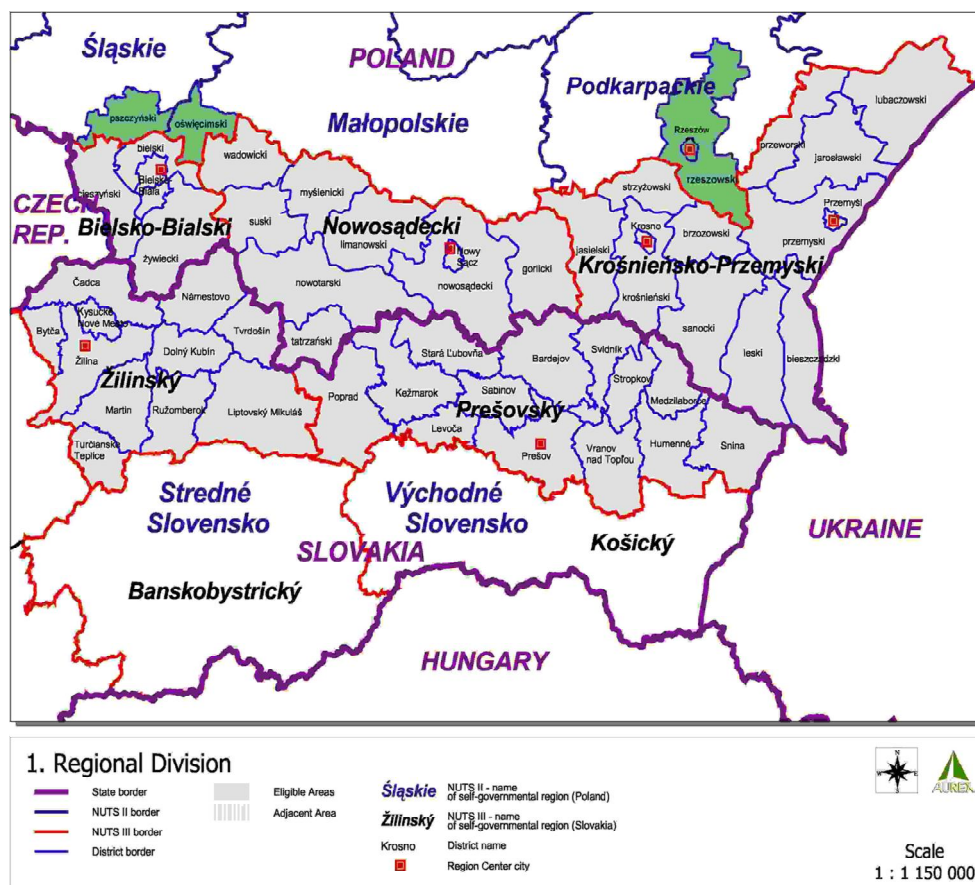 Śląskie
POLAND
Podkarpackie
Małopolskie
lubaczowski
pszczyński
oświęcimski
Rzeszów
przeworski
jarosławski
bielski
wadowicki
Bielsko
Biała
cieszyński
myślenicki
strzyżowski
rzeszowski
CZECH
REP.
Bielsko-Bialski
suski
Nowosądecki
limanowski
Nowy
Sącz
jasielski
Krosno
brzozowski
Przemyśl
przemyski
żywiecki
gorlicki
Krośnieńsko-Przemyski
Čadca
Námestovo
nowotarski
nowosądecki
krośnieński
sanocki
Kysucké
Nové Mesto
Bytča
Tvrdošín
tatrzański
Stará Ľubovňa
Bardejov
Svidník
leski
bieszczadzki
Žilina
Dolný Kubín
Žilinský
Poprad
Kežmarok
Sabinov
Stropkov
Medzilaborce
Martin
Ružomberok
Liptovský Mikuláš
Prešovský
Levoča
Prešov
Vranov
nad Topľou
Humenné
Snina
Turčianske
Teplice
Stredné
Slovensko
Východné
Slovensko
SLOVAKIA
Košický
UKRAINE
Banskobystrický
HUNGARY
1. Regional Division
State border
NUTS II border
NUTS III border
District border
Eligible Areas
Adjacent Area
Śląskie
NUTS II - name
of self-governmental region (Poland)
Žilinský
NUTS III - name
of self-governmental region (Slovakia)
Krosno
District name
Region Center city
N
W
E
S
AUREX
Scale
1 : 1 150 000